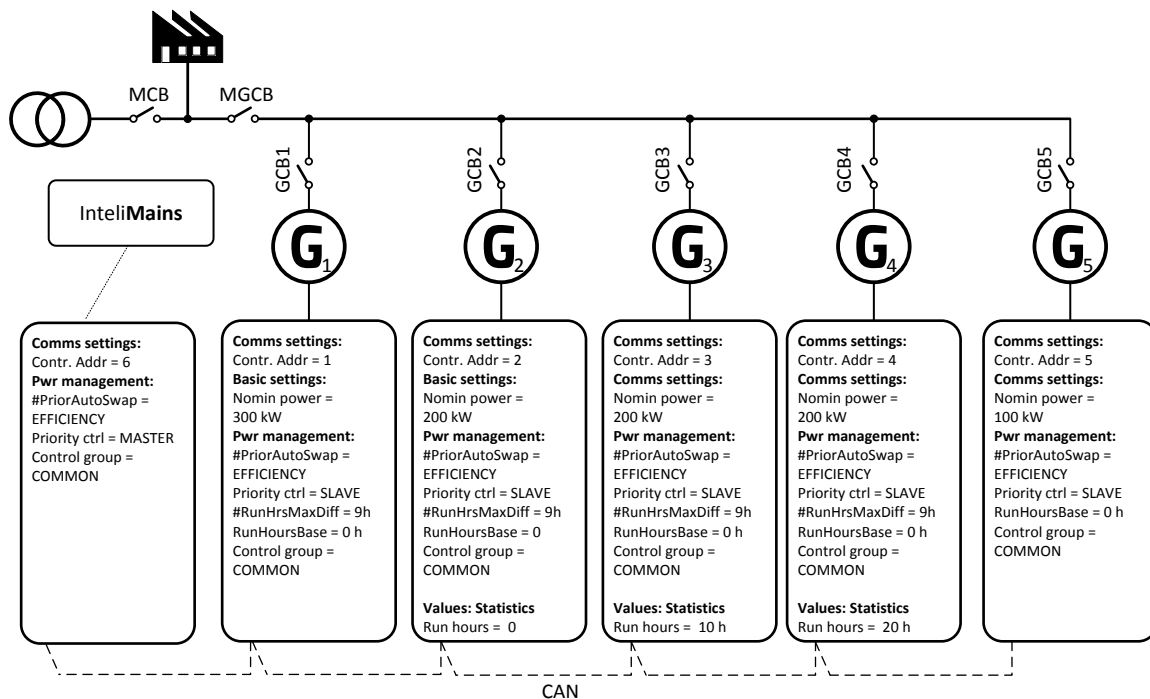 MCB
MGCB
GCB1
GCB2
GCB3
GCB4
GCB5
InteliMains
G1
G2
G3
G4
G5
Comms settings:
Contr. Addr = 6
Pwr management:
#PriorAutoSwap =
EFFICIENCY
Priority ctrl = MASTER
Control group =
COMMON
Comms settings:
Contr. Addr = 1
Basic settings:
Nomin power =
300 kW
Pwr management:
#PriorAutoSwap =
EFFICIENCY
Priority ctrl = SLAVE
#RunHrsMaxDiff = 9h
RunHoursBase = 0 h
Control group =
COMMON
Comms settings:
Contr. Addr = 2
Basic settings:
Nomin power =
200 kW
Pwr management:
#PriorAutoSwap =
EFFICIENCY
Priority ctrl = SLAVE
#RunHrsMaxDiff = 9h
RunHoursBase = 0
Control group =
COMMON
Values: Statistics
Run hours =  0
Comms settings:
Contr. Addr = 3
Comms settings:
Nomin power =
200 kW
Pwr management:
#PriorAutoSwap =
EFFICIENCY
Priority ctrl = SLAVE
#RunHrsMaxDiff = 9h
RunHoursBase = 0 h
Control group =
COMMON
Values: Statistics
Run hours =  10 h
Comms settings:
Contr. Addr = 4
Comms settings:
Nomin power =
200 kW
Pwr management:
#PriorAutoSwap =
EFFICIENCY
Priority ctrl = SLAVE
#RunHrsMaxDiff = 9h
RunHoursBase = 0 h
Control group =
COMMON
Values: Statistics
Run hours =  20 h
Comms settings:
Contr. Addr = 5
Comms settings:
Nomin power =
100 kW
Pwr management:
#PriorAutoSwap =
EFFICIENCY
Priority ctrl = SLAVE
RunHoursBase = 0 h
Control group =
COMMON
CAN